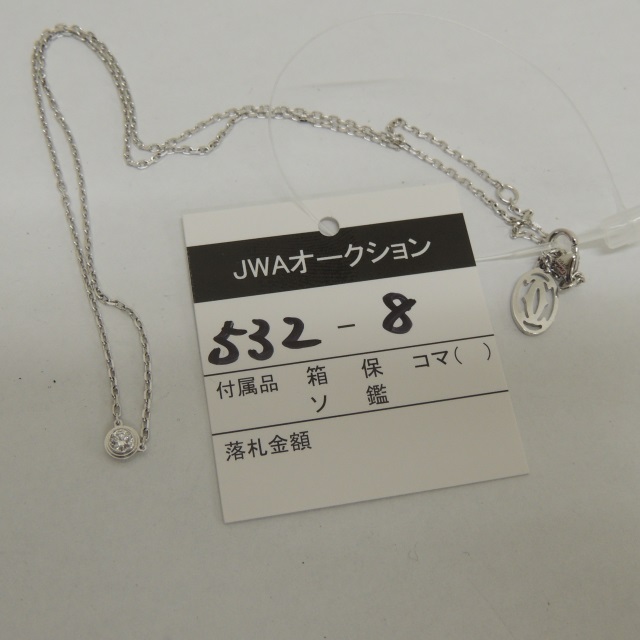 JWAオークション
532-8
付属品 箱 保 コマ( )
ソ 鑑
落札金額